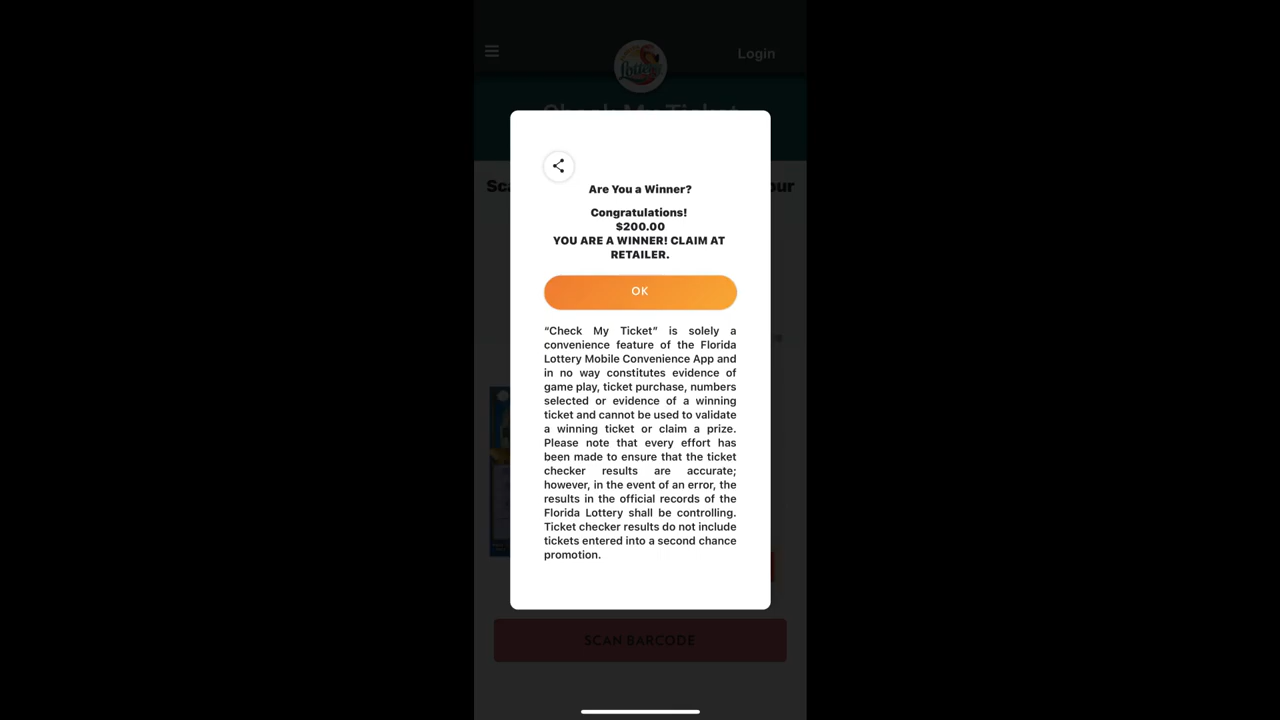 Login
Lottery
Check My Ticket
Are You a Winner?
Congratulations!
$200.00
YOU ARE A WINNER! CLAIM AT
RETAILER.
OK
“Check My Ticket” is solely a
convenience feature of the Florida
Lottery Mobile Convenience App and
in no way constitutes evidence of
game play, ticket purchase, numbers
selected or evidence of a winning
ticket and cannot be used to validate
a winning ticket or claim a prize.
Please note that every effort has
been made to ensure that the ticket
checker results are accurate;
however, in the event of an error, the
results in the official records of the
Florida Lottery shall be controlling.
Ticket checker results do not include
tickets entered into a second chance
promotion.
SCAN BARCODE